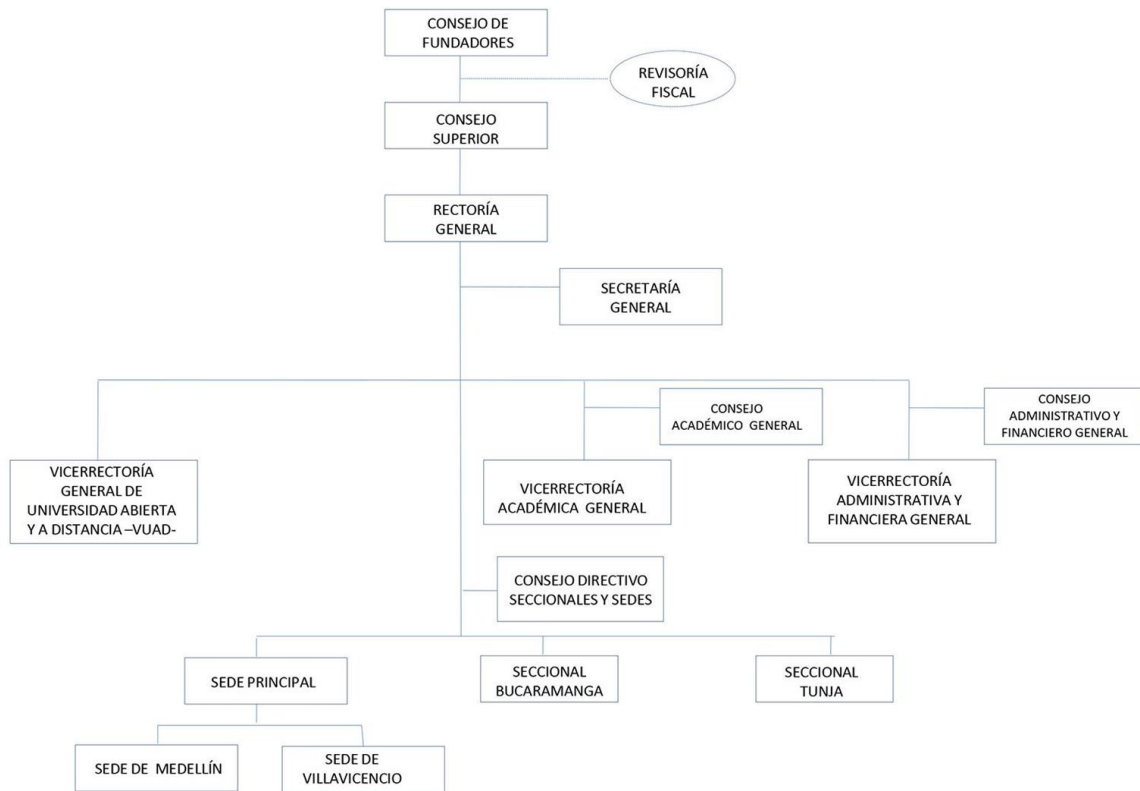 CONSEJO DE
FUNDADORES
REVISORÍA
FISCAL
CONSEJO
SUPERIOR
RECTORÍA
GENERAL
SECRETARÍA
GENERAL
CONSEJO
ACADÉMICO GENERAL
CONSEJO
ADMINISTRATIVO Y
FINANCIERO GENERAL
VICERRECTORÍA
GENERAL DE
UNIVERSIDAD ABIERTA
Y A DISTANCIA –VUAD-
VICERRECTORÍA
ACADÉMICA GENERAL
VICERRECTORÍA
ADMINISTRATIVA Y
FINANCIERA GENERAL
CONSEJO DIRECTIVO
SECCIONALES Y SEDES
SEDE PRINCIPAL
SECCIONAL
BUCARAMANGA
SECCIONAL
TUNJA
SEDE DE MEDELLÍN
SEDE DE
VILLAVICENCIO